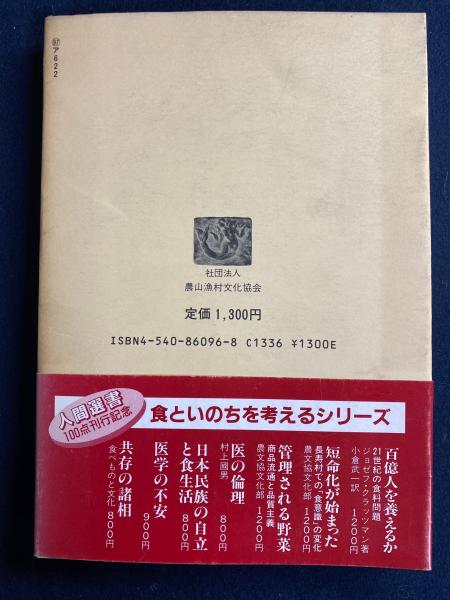 ㊞ア622
社団法人
農山漁村文化協会
定価1,300円
ISBN4-540-86096-8 C1336 ¥1300E
人間選書
100点刊行記念
食といのちを考えるシリーズ
百億人を養えるか
21世紀の食料問題
ジョゼフ・クラッツマン著
小倉武一訳 1200円
短命化が始まった
長寿村での「食意識」の変化
農文協文化部 1200円
管理される野菜
商品流通と品質主義
農文協文化部 1200円
医の倫理
村上國男 800円
日本民族の自立
と食生活
800円
医学の不安
900円
共存の諸相
食べものと文化 800円